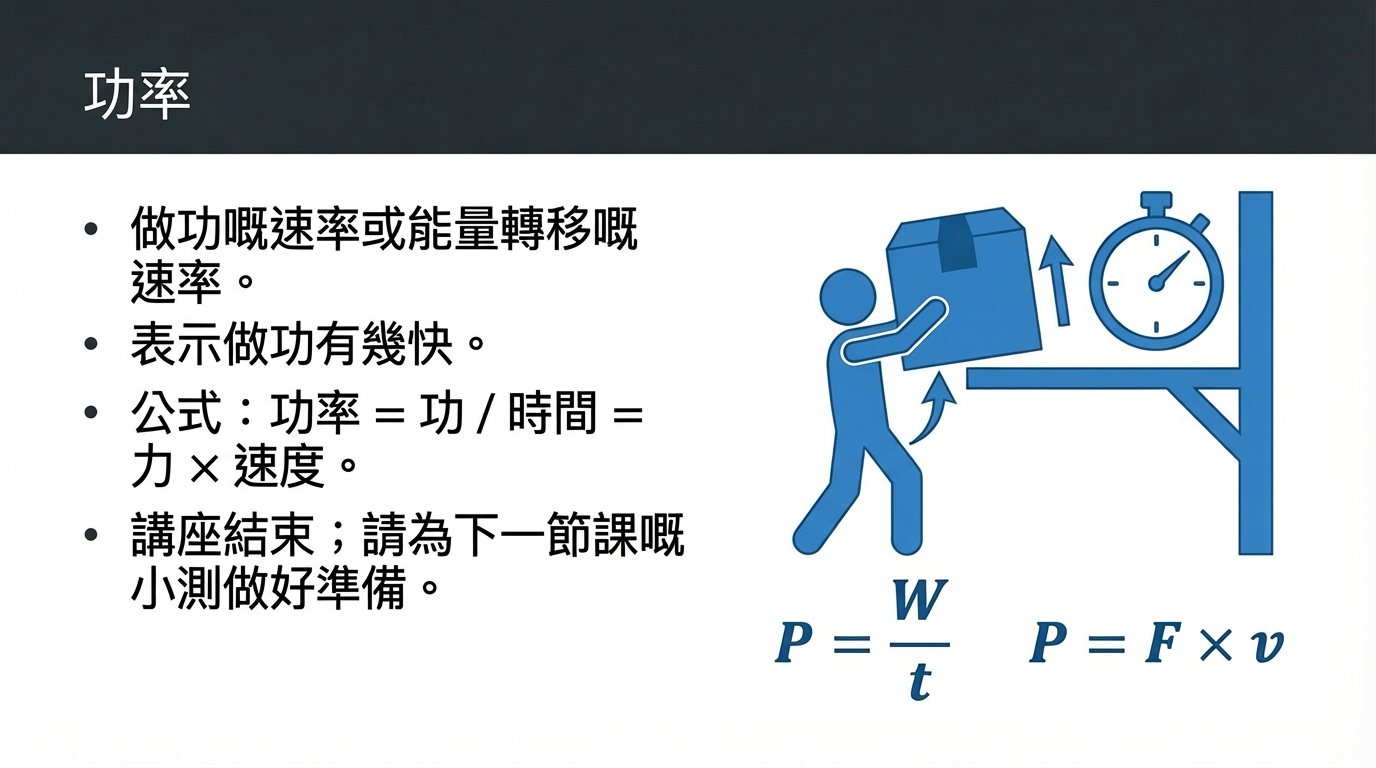 功率
• 做功嘅速率或能量轉移嘅
速率。
• 表示做功有幾快。
• 公式：功率 = 功 / 時間 =
力 × 速度。
• 講座結束；請為下一節課嘅
小測做好準備。
P = W/t
P = F × v